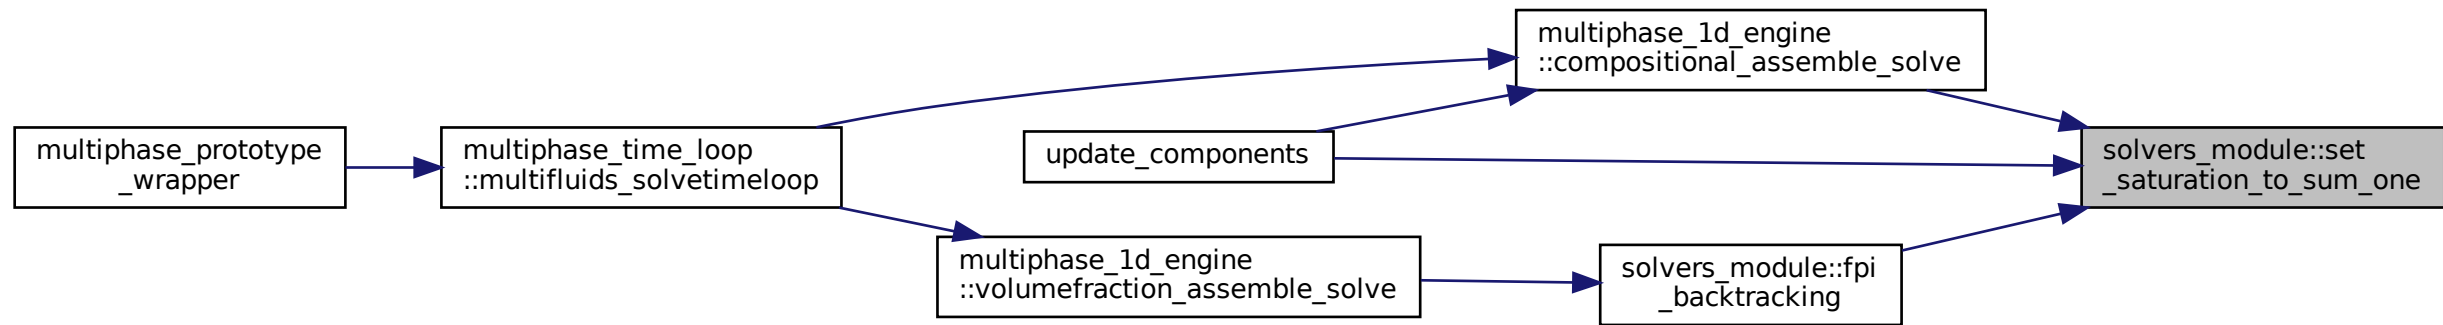 multiphase_prototype
_wrapper
multiphase_time_loop
::multifluids_solvetimeloop
multiphase_1d_engine
::compositional_assemble_solve
update_components
multiphase_1d_engine
::volumefraction_assemble_solve
solvers_module::fpi
_backtracking
solvers_module::set
_saturation_to_sum_one